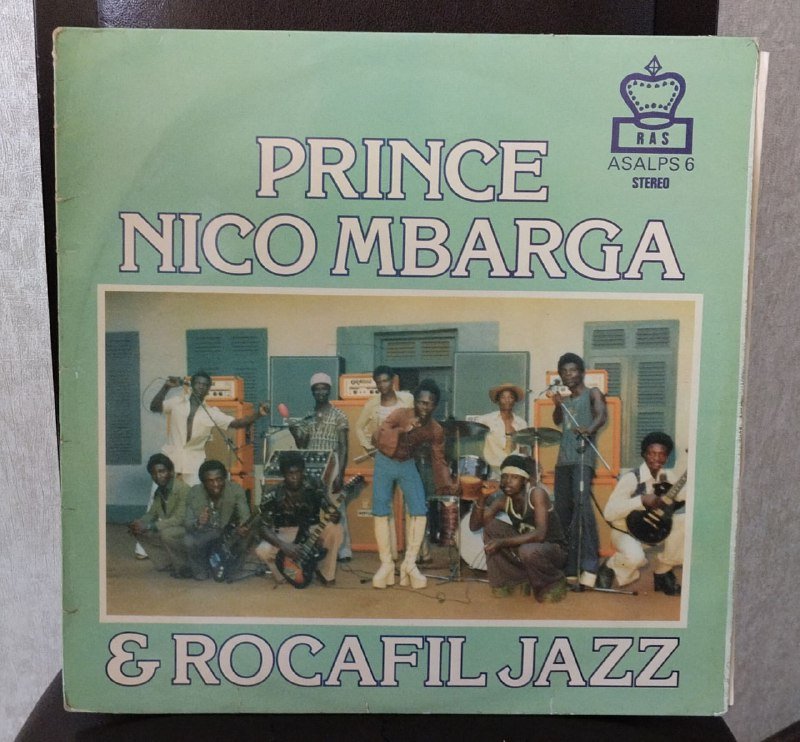 RAS
ASALPS 6
STEREO
PRINCE
NICO MBARGA
& ROCAFIL JAZZ